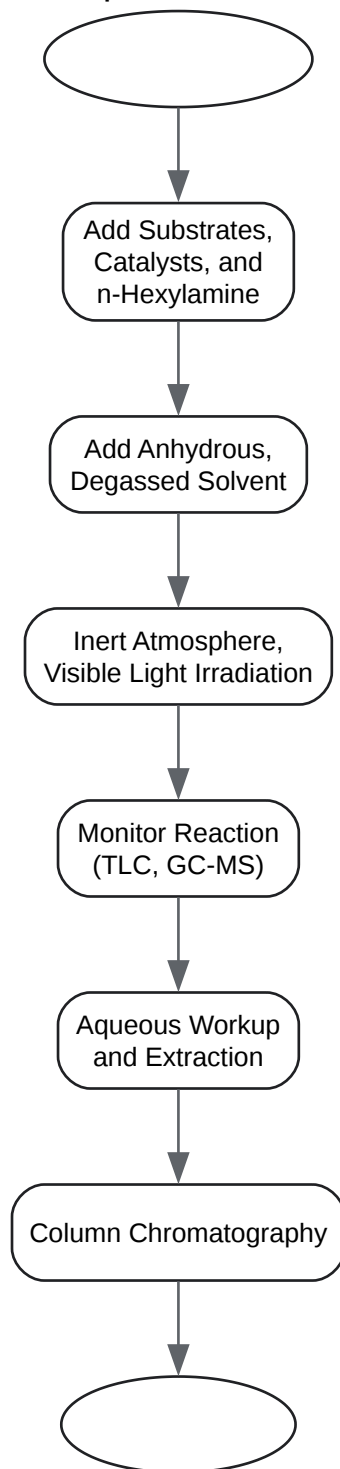 Add Substrates,
Catalysts, and
n-Hexylamine
Add Anhydrous,
Degassed Solvent
Inert Atmosphere,
Visible Light Irradiation
Monitor Reaction
(TLC, GC-MS)
Aqueous Workup
and Extraction
Column Chromatography